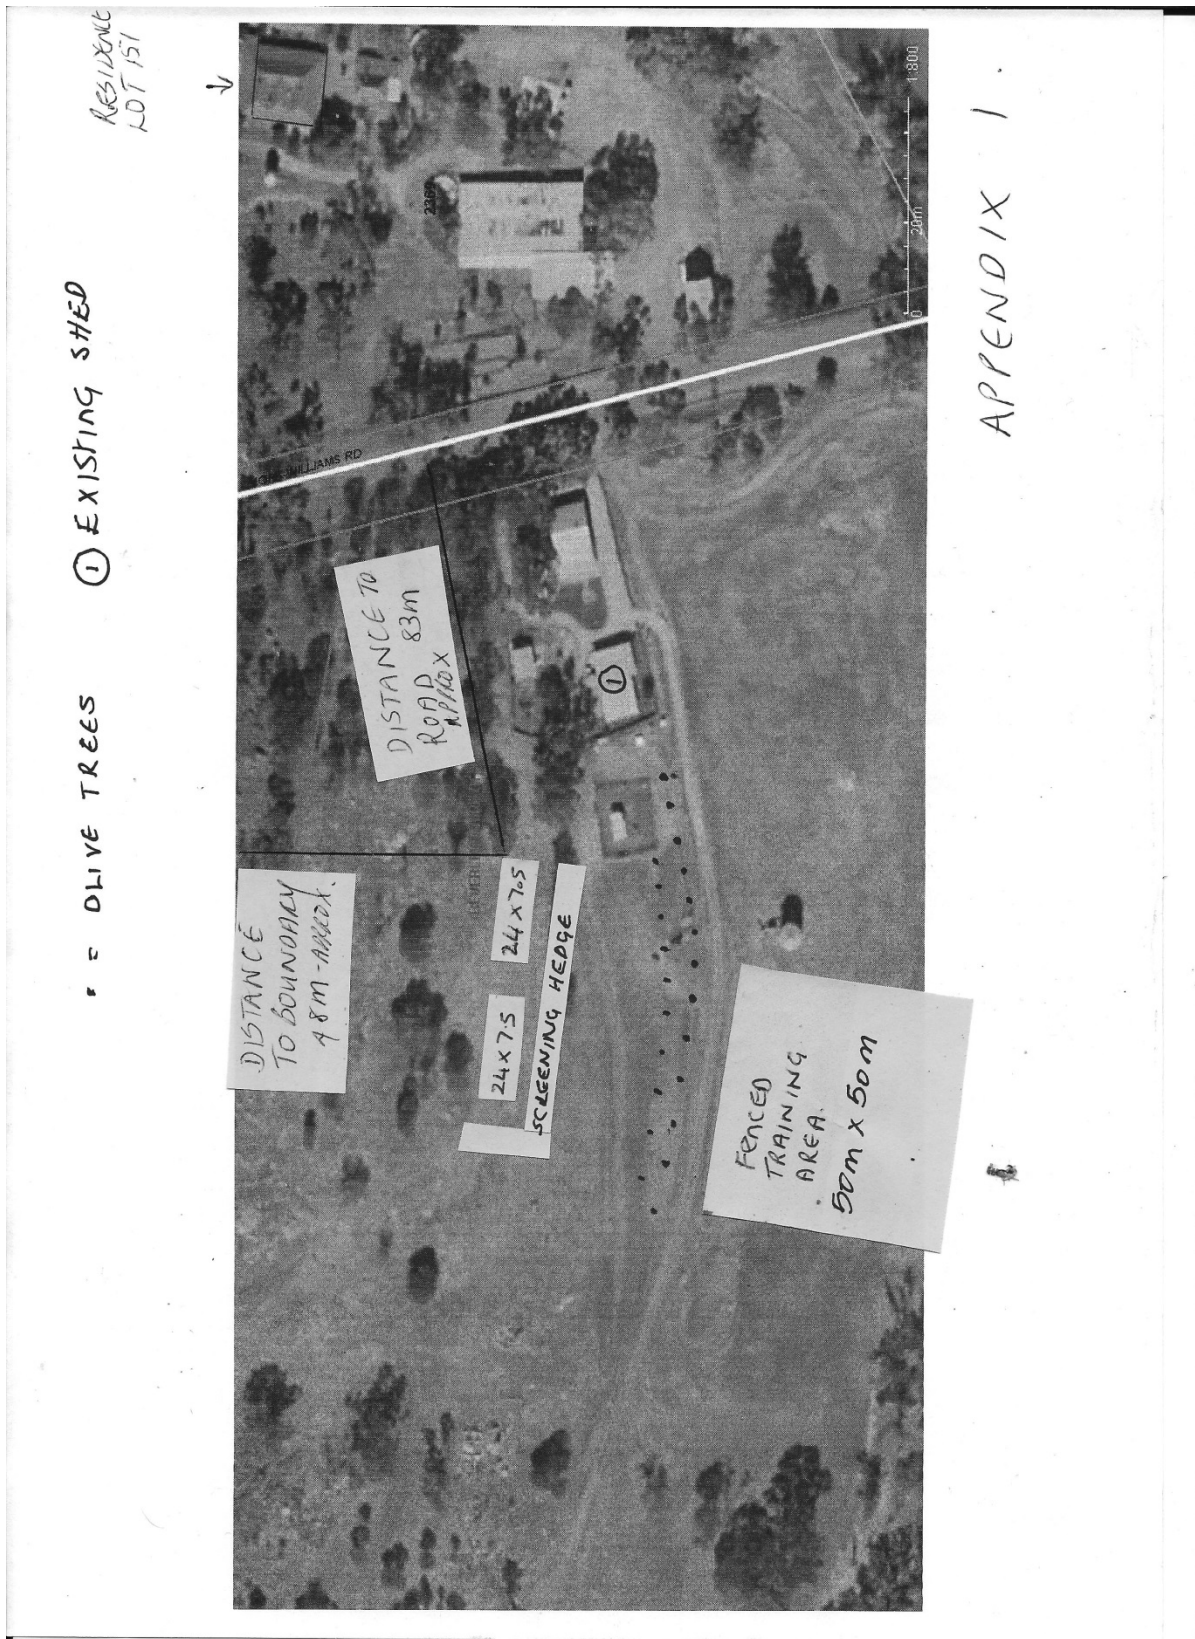 RESIDENCE
LOT 151
① EXISTING SHED
• = OLIVE TREES
2369
WILLIAMS RD
DISTANCE TO
ROAD 83m
APPROX
DISTANCE
TO BOUNDARY
48m-APPROX.
24 x 7.5
24 x 7.5
SCREENING HEDGE
①
FENCED
TRAINING
AREA.
50m x 50m
1:800
0 20m
APPENDIX 1